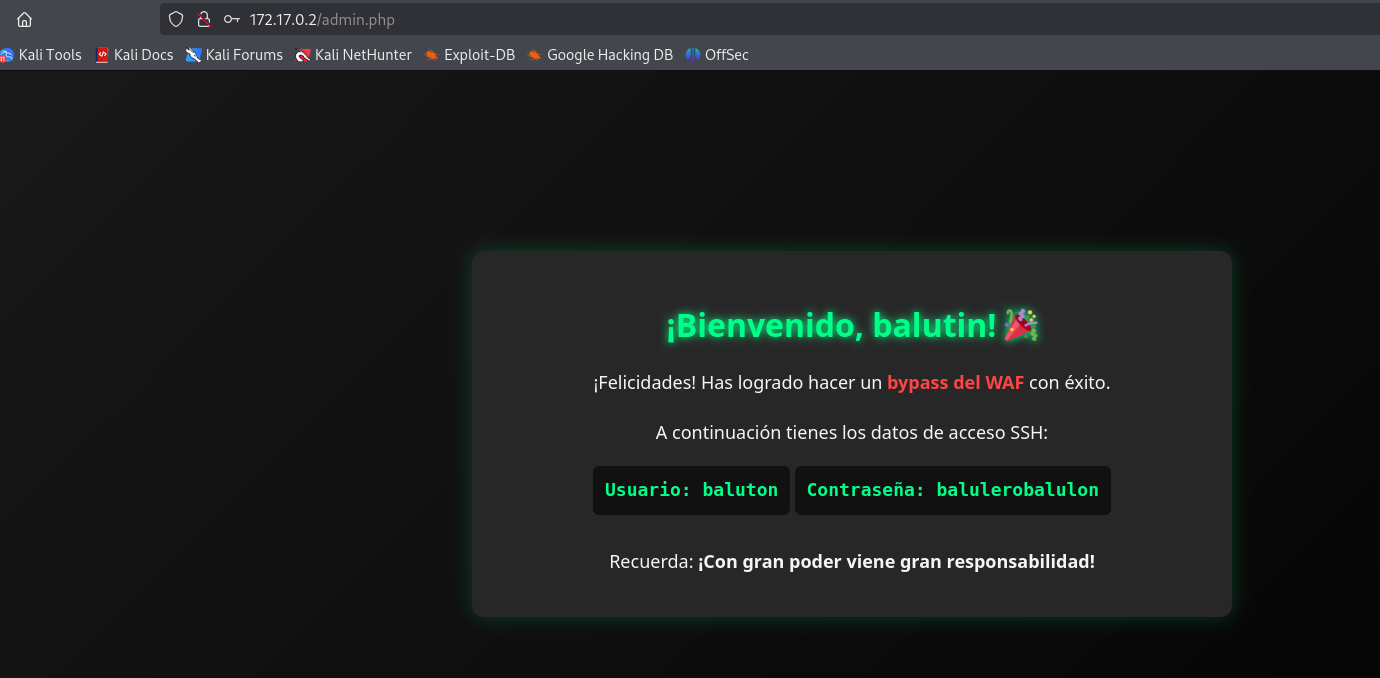 172.17.0.2/admin.php
Kali Tools Kali Docs Kali Forums Kali NetHunter Exploit-DB Google Hacking DB OffSec
¡Bienvenido, balutin! 🎉
¡Felicidades! Has logrado hacer un bypass del WAF con éxito.
A continuación tienes los datos de acceso SSH:
Usuario: baluton Contraseña: balulerobalulon
Recuerda: ¡Con gran poder viene gran responsabilidad!